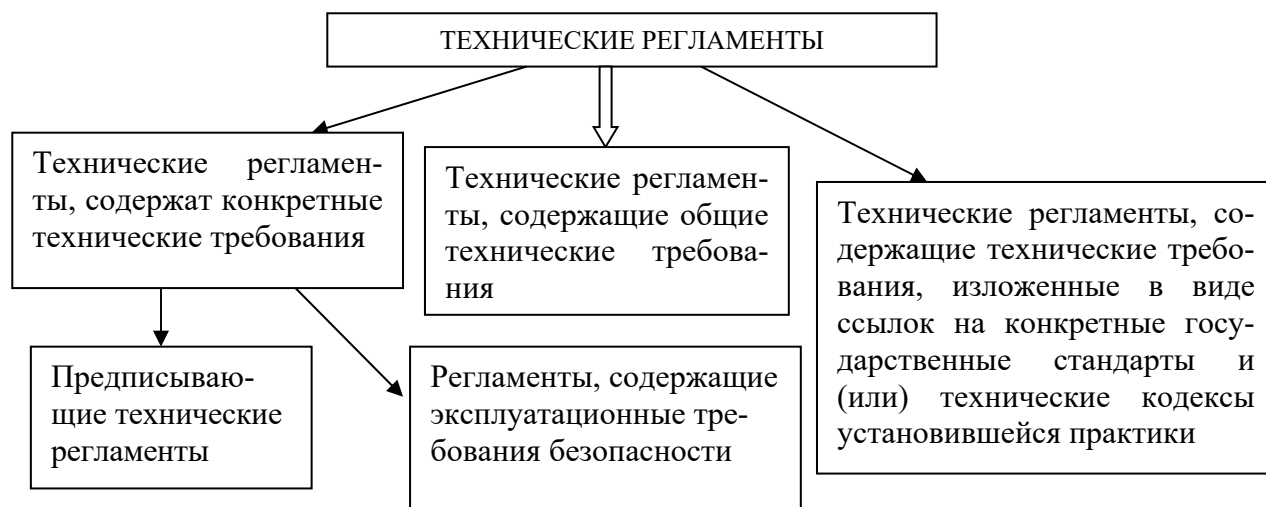 ТЕХНИЧЕСКИЕ РЕГЛАМЕНТЫ
Технические регламен-
ты, содержат конкретные
технические требования
Технические регламен-
ты, содержащие общие
технические требова-
ния
Технические регламенты, со-
держащие технические требо-
вания, изложенные в виде
ссылок на конкретные госу-
дарственные стандарты и
(или) технические кодексы
установившейся практики
Предписываю-
щие технические
регламенты
Регламенты, содержащие
эксплуатационные тре-
бования безопасности